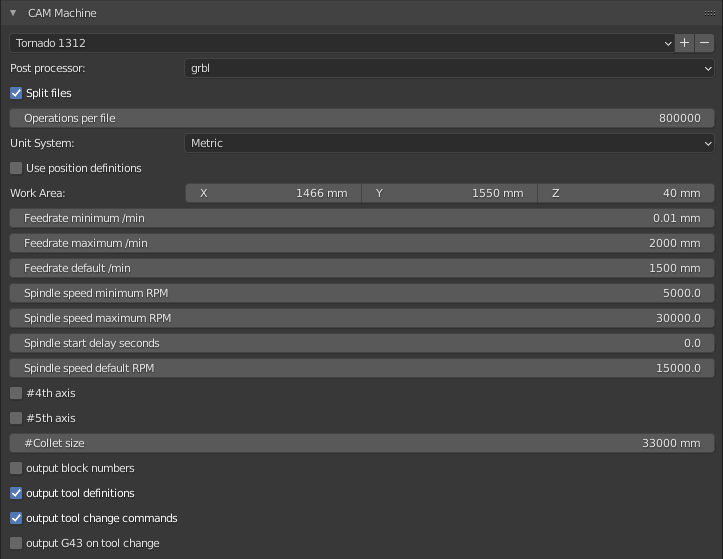 CAM Machine
Tornado 1312
Post processor: grbl
Split files
Operations per file 800000
Unit System: Metric
Use position definitions
Work Area: X 1466 mm Y 1550 mm Z 40 mm
Feedrate minimum /min 0.01 mm
Feedrate maximum /min 2000 mm
Feedrate default /min 1500 mm
Spindle speed minimum RPM 5000.0
Spindle speed maximum RPM 30000.0
Spindle start delay seconds 0.0
Spindle speed default RPM 15000.0
#4th axis
#5th axis
#Collet size 33000 mm
output block numbers
output tool definitions
output tool change commands
output G43 on tool change